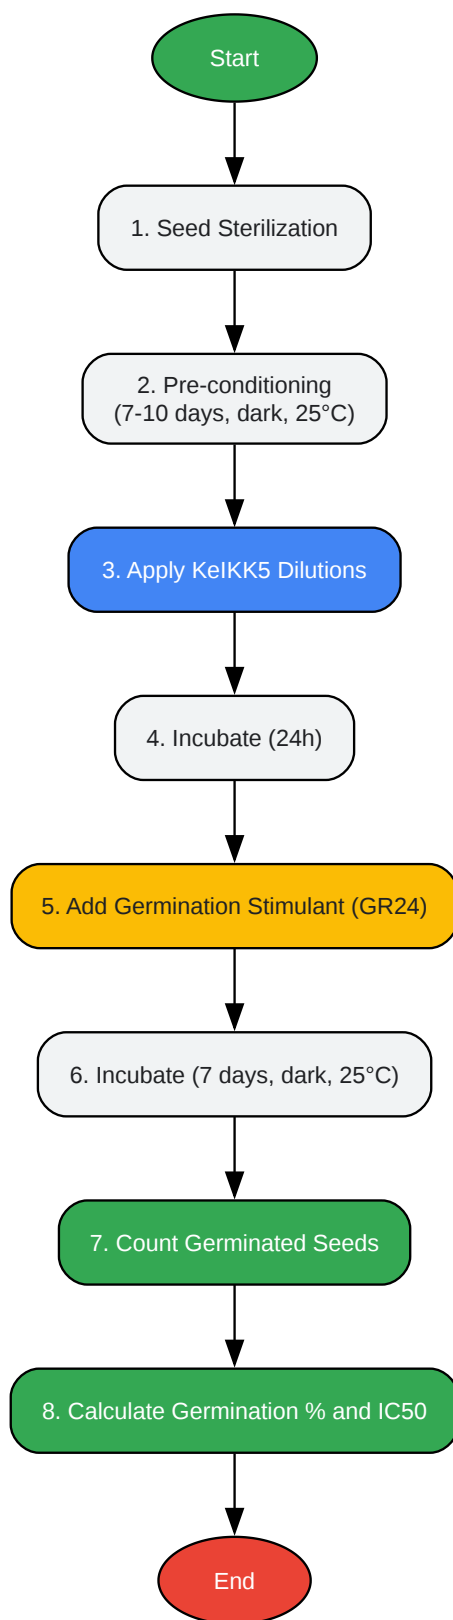 Start
1. Seed Sterilization
2. Pre-conditioning
(7-10 days, dark, 25°C)
3. Apply KeIKK5 Dilutions
4. Incubate (24h)
5. Add Germination Stimulant (GR24)
6. Incubate (7 days, dark, 25°C)
7. Count Germinated Seeds
8. Calculate Germination % and IC50
End